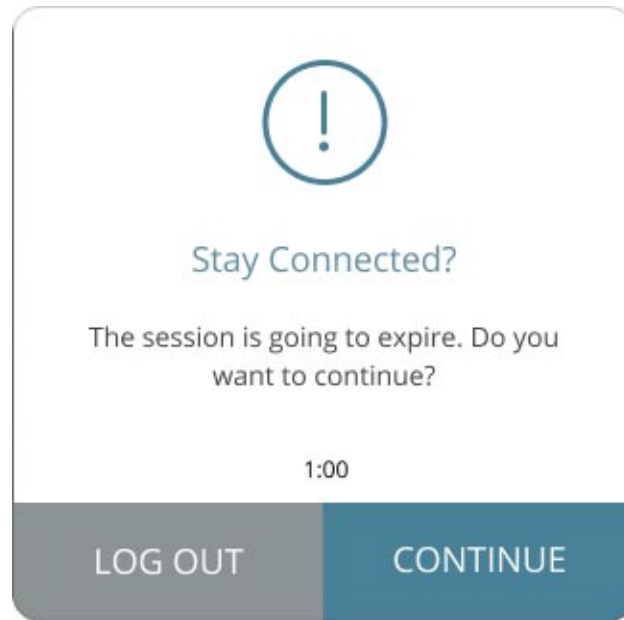 Stay Connected?
The session is going to expire. Do you
want to continue?
1:00
LOG OUT
CONTINUE